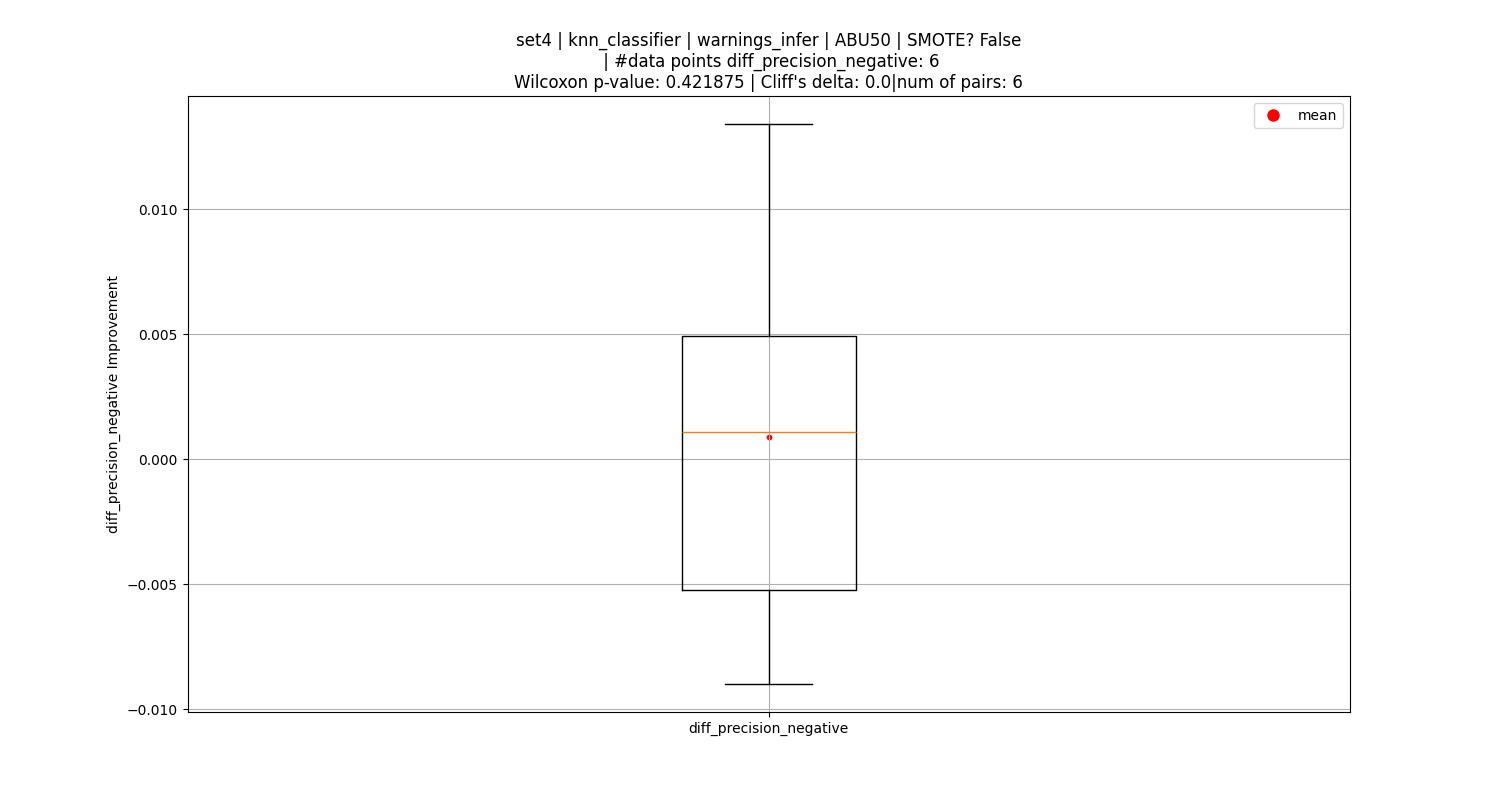 set4 | knn_classifier | warnings_infer | ABU50 | SMOTE? False
| #data points diff_precision_negative: 6
Wilcoxon p-value: 0.421875 | Cliff's delta: 0.0|num of pairs: 6
mean
0.010
0.005
0.000
−0.005
−0.010
diff_precision_negative Improvement
diff_precision_negative